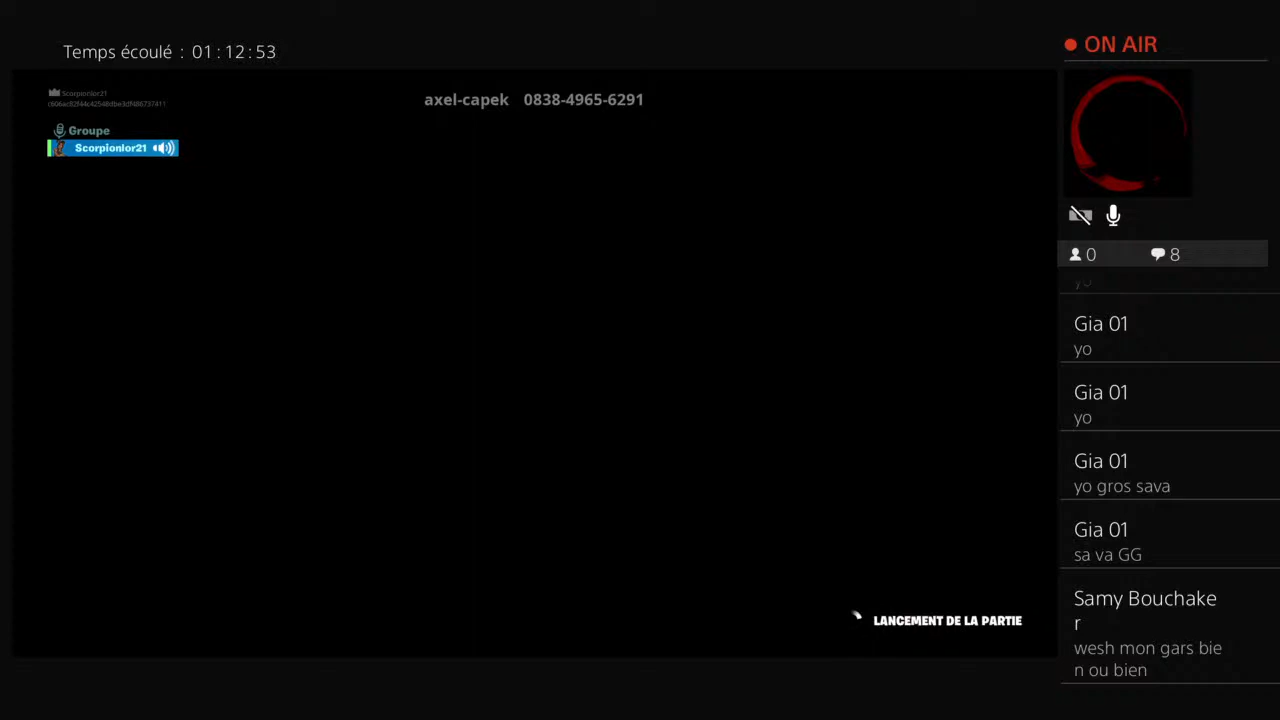 Temps écoulé : 01:12:53
ON AIR
Scorpionlor21
axel-capek 0838-4965-6291
Groupe
Scorpionlor21
0 8
yo
Gia 01
yo
Gia 01
yo
Gia 01
yo gros sava
Gia 01
sa va GG
Samy Bouchake
r
wesh mon gars bie
n ou bien
LANCEMENT DE LA PARTIE